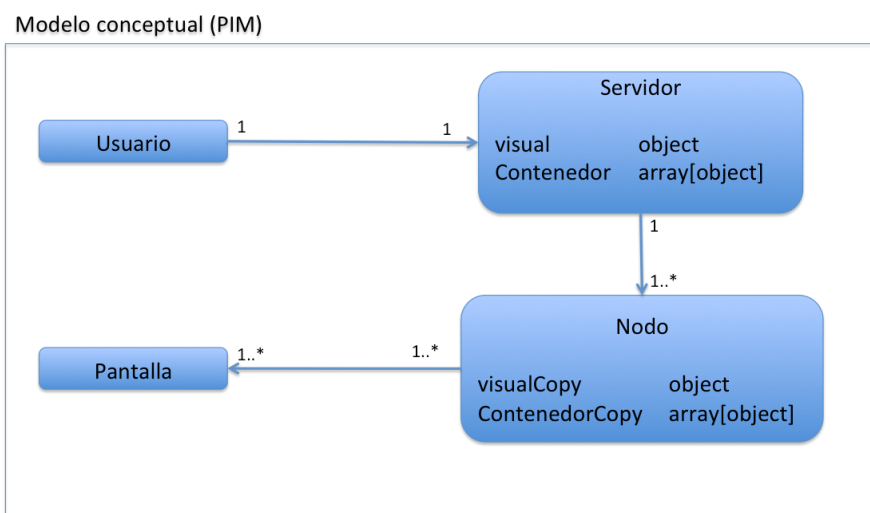 Modelo conceptual (PIM)
Servidor
Usuario
1
1
visual object
Contenedor array[object]
1
1..*
Nodo
Pantalla
1..*
1..*
visualCopy object
ContenedorCopy array[object]